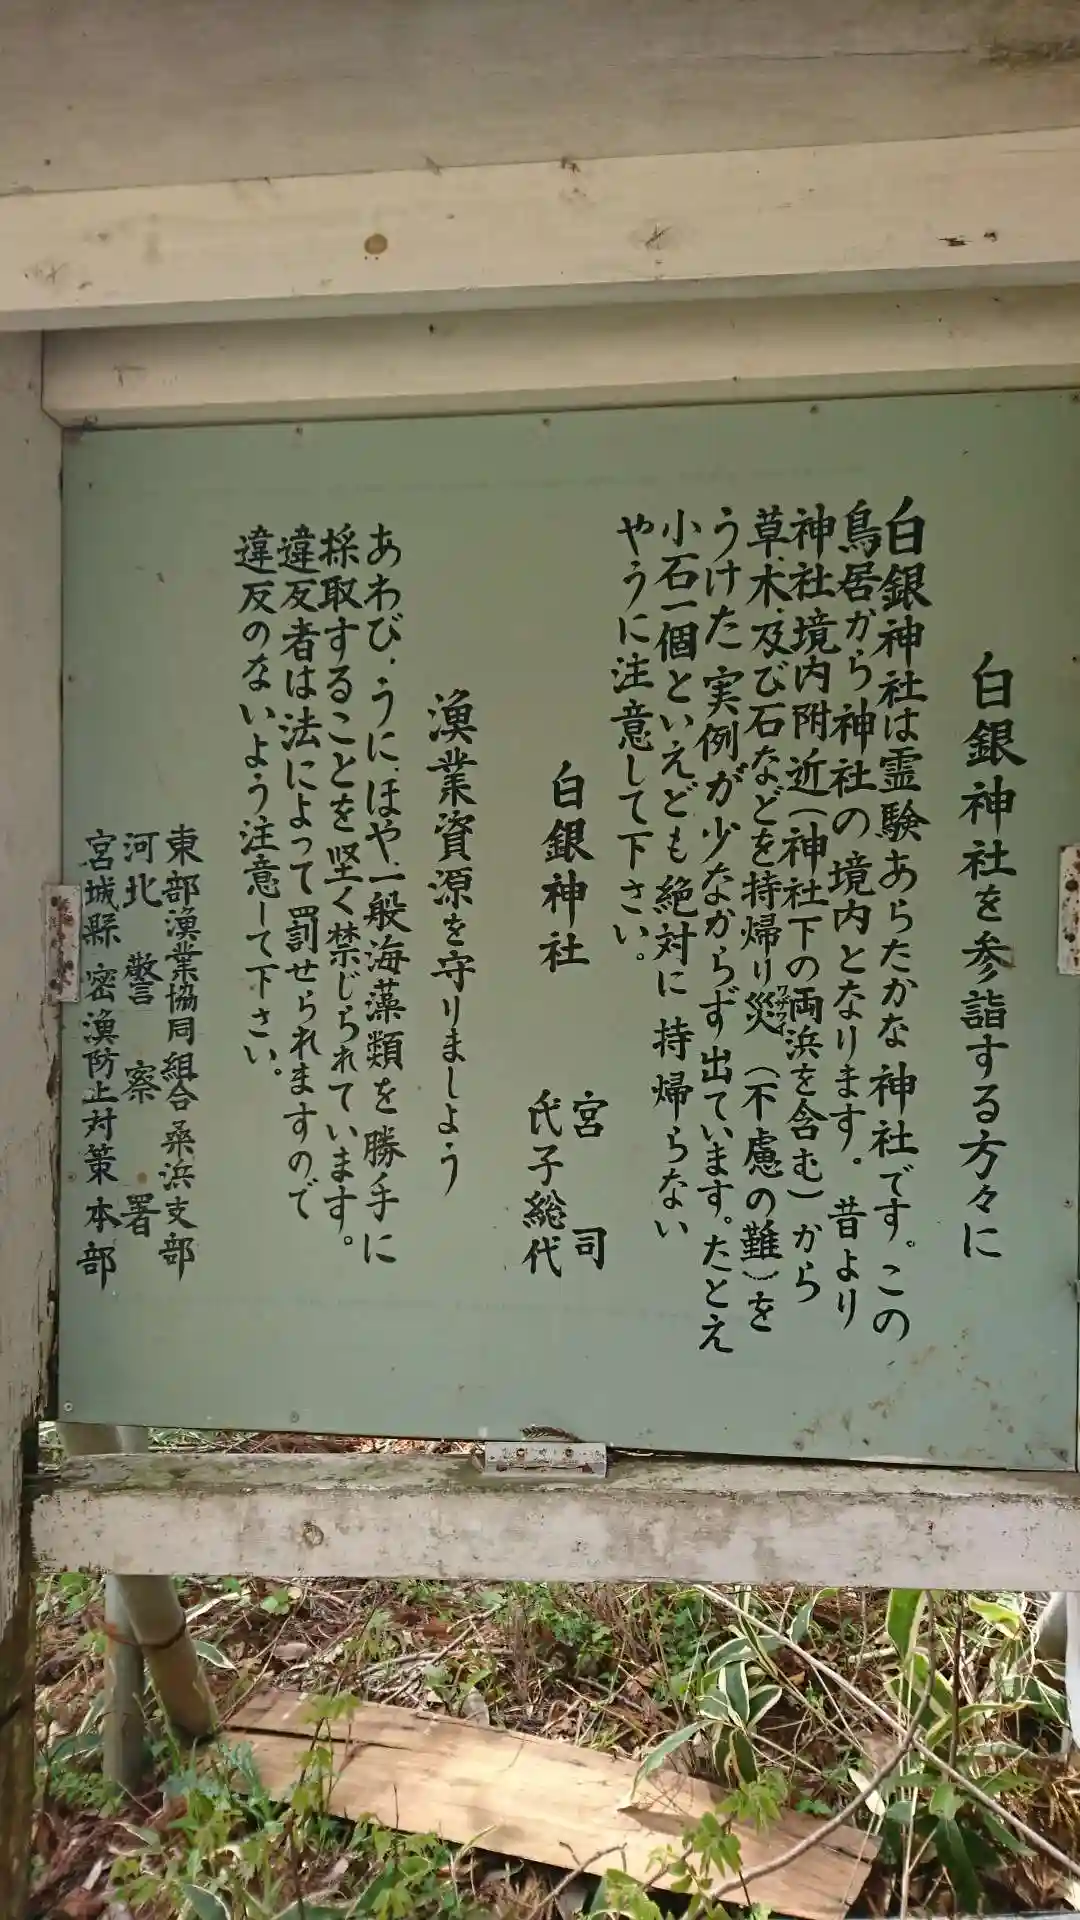 白銀神社を参詣する方々に
白銀神社は霊験あらたかな神社です。この
鳥居から神社の境内となります。昔より
神社境内附近(神社下の両浜を含む)から
草、木、及び石などを持帰り災(不慮の難)を
ワザワイ
うけた実例が少なからず出ています。たとえ
小石一個といえども絶対に持帰らない
やうに注意して下さい。
白銀神社 宮司
氏子総代
漁業資源を守りましよう
あわび、うに、ほや、一般海藻類を勝手に
採取することを堅く禁じられています。
違反者は法によって罰せられますので
違反のないよう注意して下さい。
東部漁業協同組合桑浜支部
河北警察署
宮城縣密漁防止対策本部